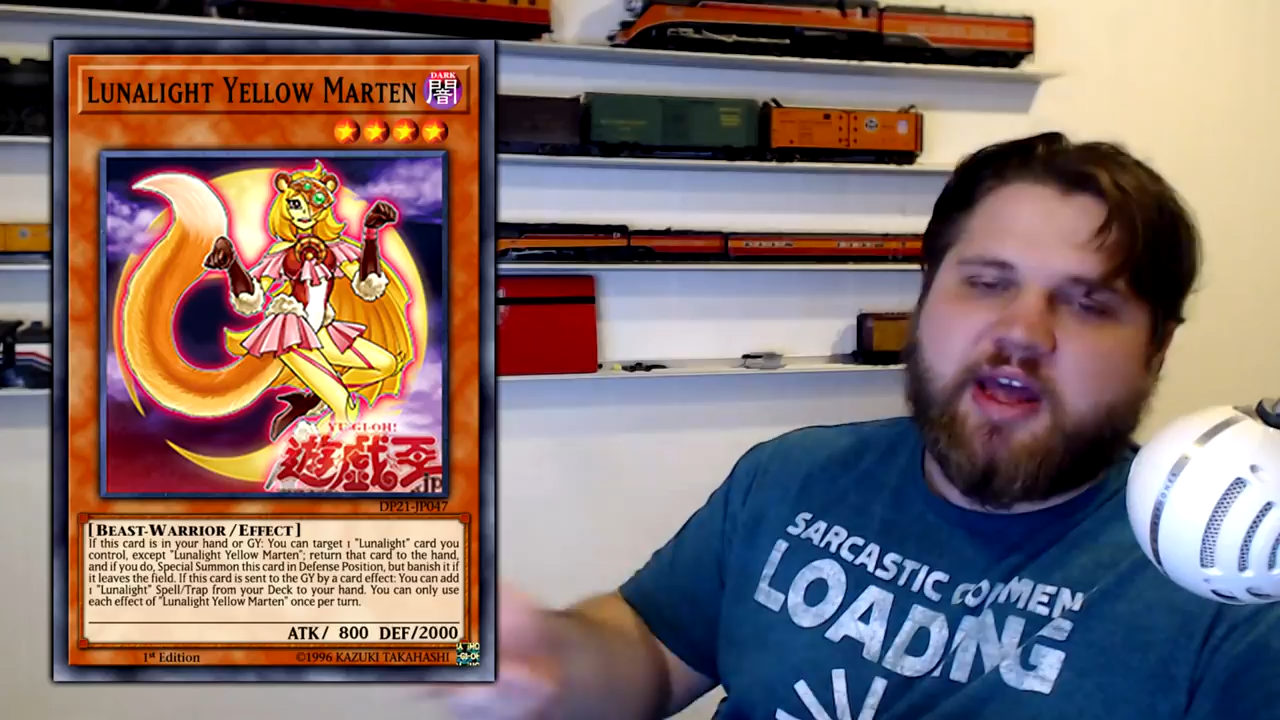 LUNALIGHT YELLOW MARTEN
DARK
闇
YU-GI-OH!
遊戯王
.jp
DP21-JP047
[BEAST-WARRIOR/EFFECT]
If this card is in your hand or GY: You can target 1 "Lunalight" card you
control, except "Lunalight Yellow Marten"; return that card to the hand,
and if you do, Special Summon this card in Defense Position, but banish it if
it leaves the field. If this card is sent to the GY by a card effect: You can add
1 "Lunalight" Spell/Trap from your Deck to your hand. You can only use
each effect of "Lunalight Yellow Marten" once per turn.
ATK/ 800 DEF/2000
1st Edition
©1996 KAZUKI TAKAHASHI
SARCASTIC COMMEN
LOADING